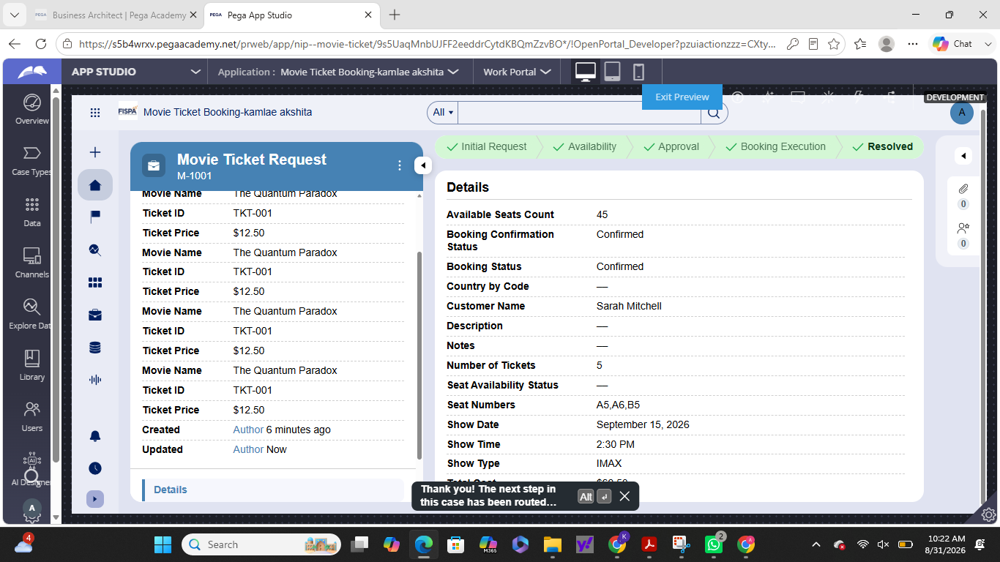 PEGA Business Architect | Pega Academy
PEGA Pega App Studio
https://s5b4wrxv.pegaacademy.net/prweb/app/nip--movie-ticket/9s5UaqMnbUJFF2eeddrCytdKBQmZzvBO*/!OpenPortal_Developer?pzuiactionzzz=CXty...
Chat
APP STUDIO
Application : Movie Ticket Booking-kamlae akshita
Work Portal
Exit Preview
DEVELOPMENT
Overview
Case Types
Data
Channels
Explore Dat
Library
Users
AI Designe
A
FISPA Movie Ticket Booking-kamlae akshita
All
A
Movie Ticket Request
M-1001
Movie Name The Quantum Paradox
Ticket ID TKT-001
Ticket Price $12.50
Movie Name The Quantum Paradox
Ticket ID TKT-001
Ticket Price $12.50
Movie Name The Quantum Paradox
Ticket ID TKT-001
Ticket Price $12.50
Movie Name The Quantum Paradox
Ticket ID TKT-001
Ticket Price $12.50
Created Author 6 minutes ago
Updated Author Now
Details
Initial Request
Availability
Approval
Booking Execution
Resolved
Details
Available Seats Count 45
Booking Confirmation Status Confirmed
Booking Status Confirmed
Country by Code —
Customer Name Sarah Mitchell
Description —
Notes —
Number of Tickets 5
Seat Availability Status —
Seat Numbers A5,A6,B5
Show Date September 15, 2026
Show Time 2:30 PM
Show Type IMAX
0
0
Thank you! The next step in
this case has been routed...
Alt
4
Search
M365
K
A
2
10:22 AM
8/31/2026